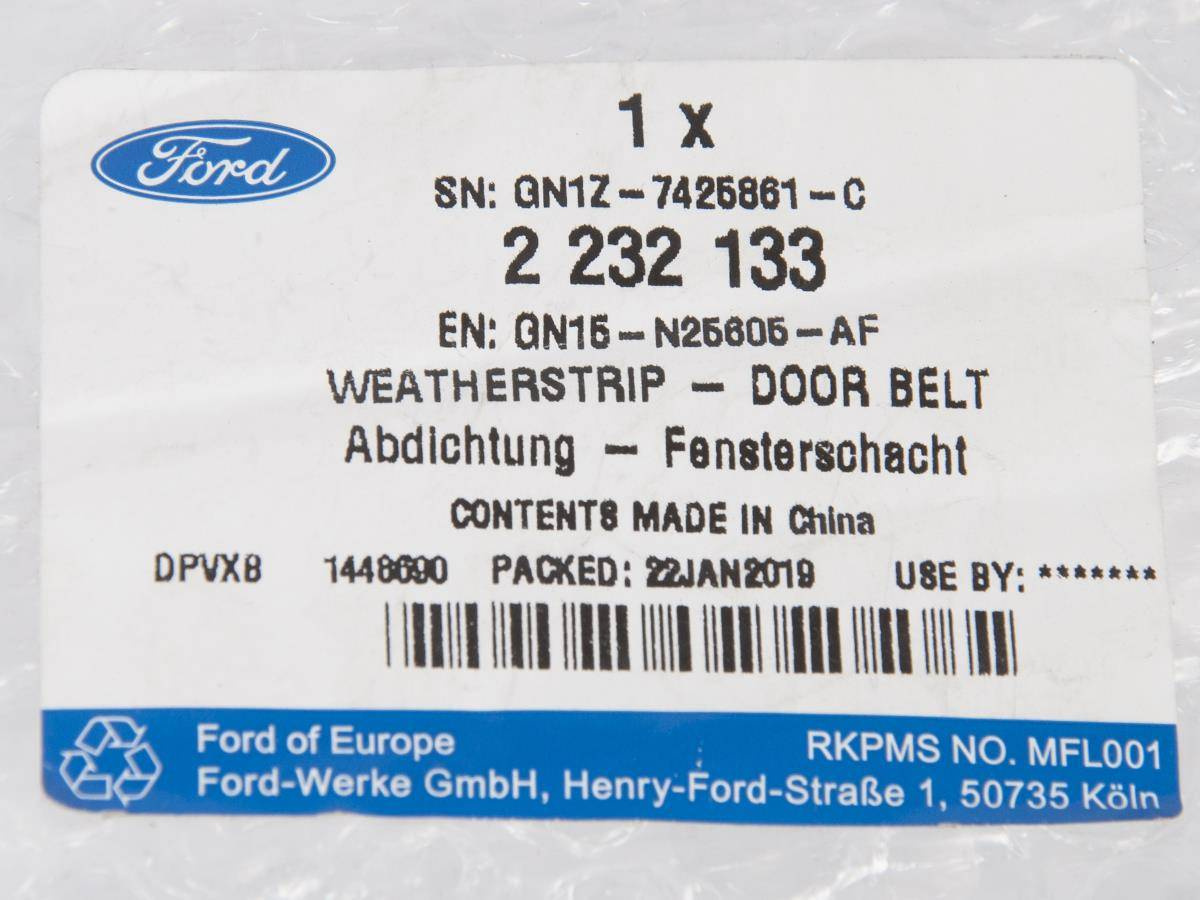 Ford
1 x
SN: GN1Z-7425861-C
2 232 133
EN: GN15-N25605-AF
WEATHERSTRIP - DOOR BELT
Abdichtung - Fensterschacht
CONTENTS MADE IN China
DPVXB 1448690 PACKED: 22JAN2019 USE BY: *******
Ford of Europe RKPMS NO. MFL001
Ford-Werke GmbH, Henry-Ford-Straße 1, 50735 Köln